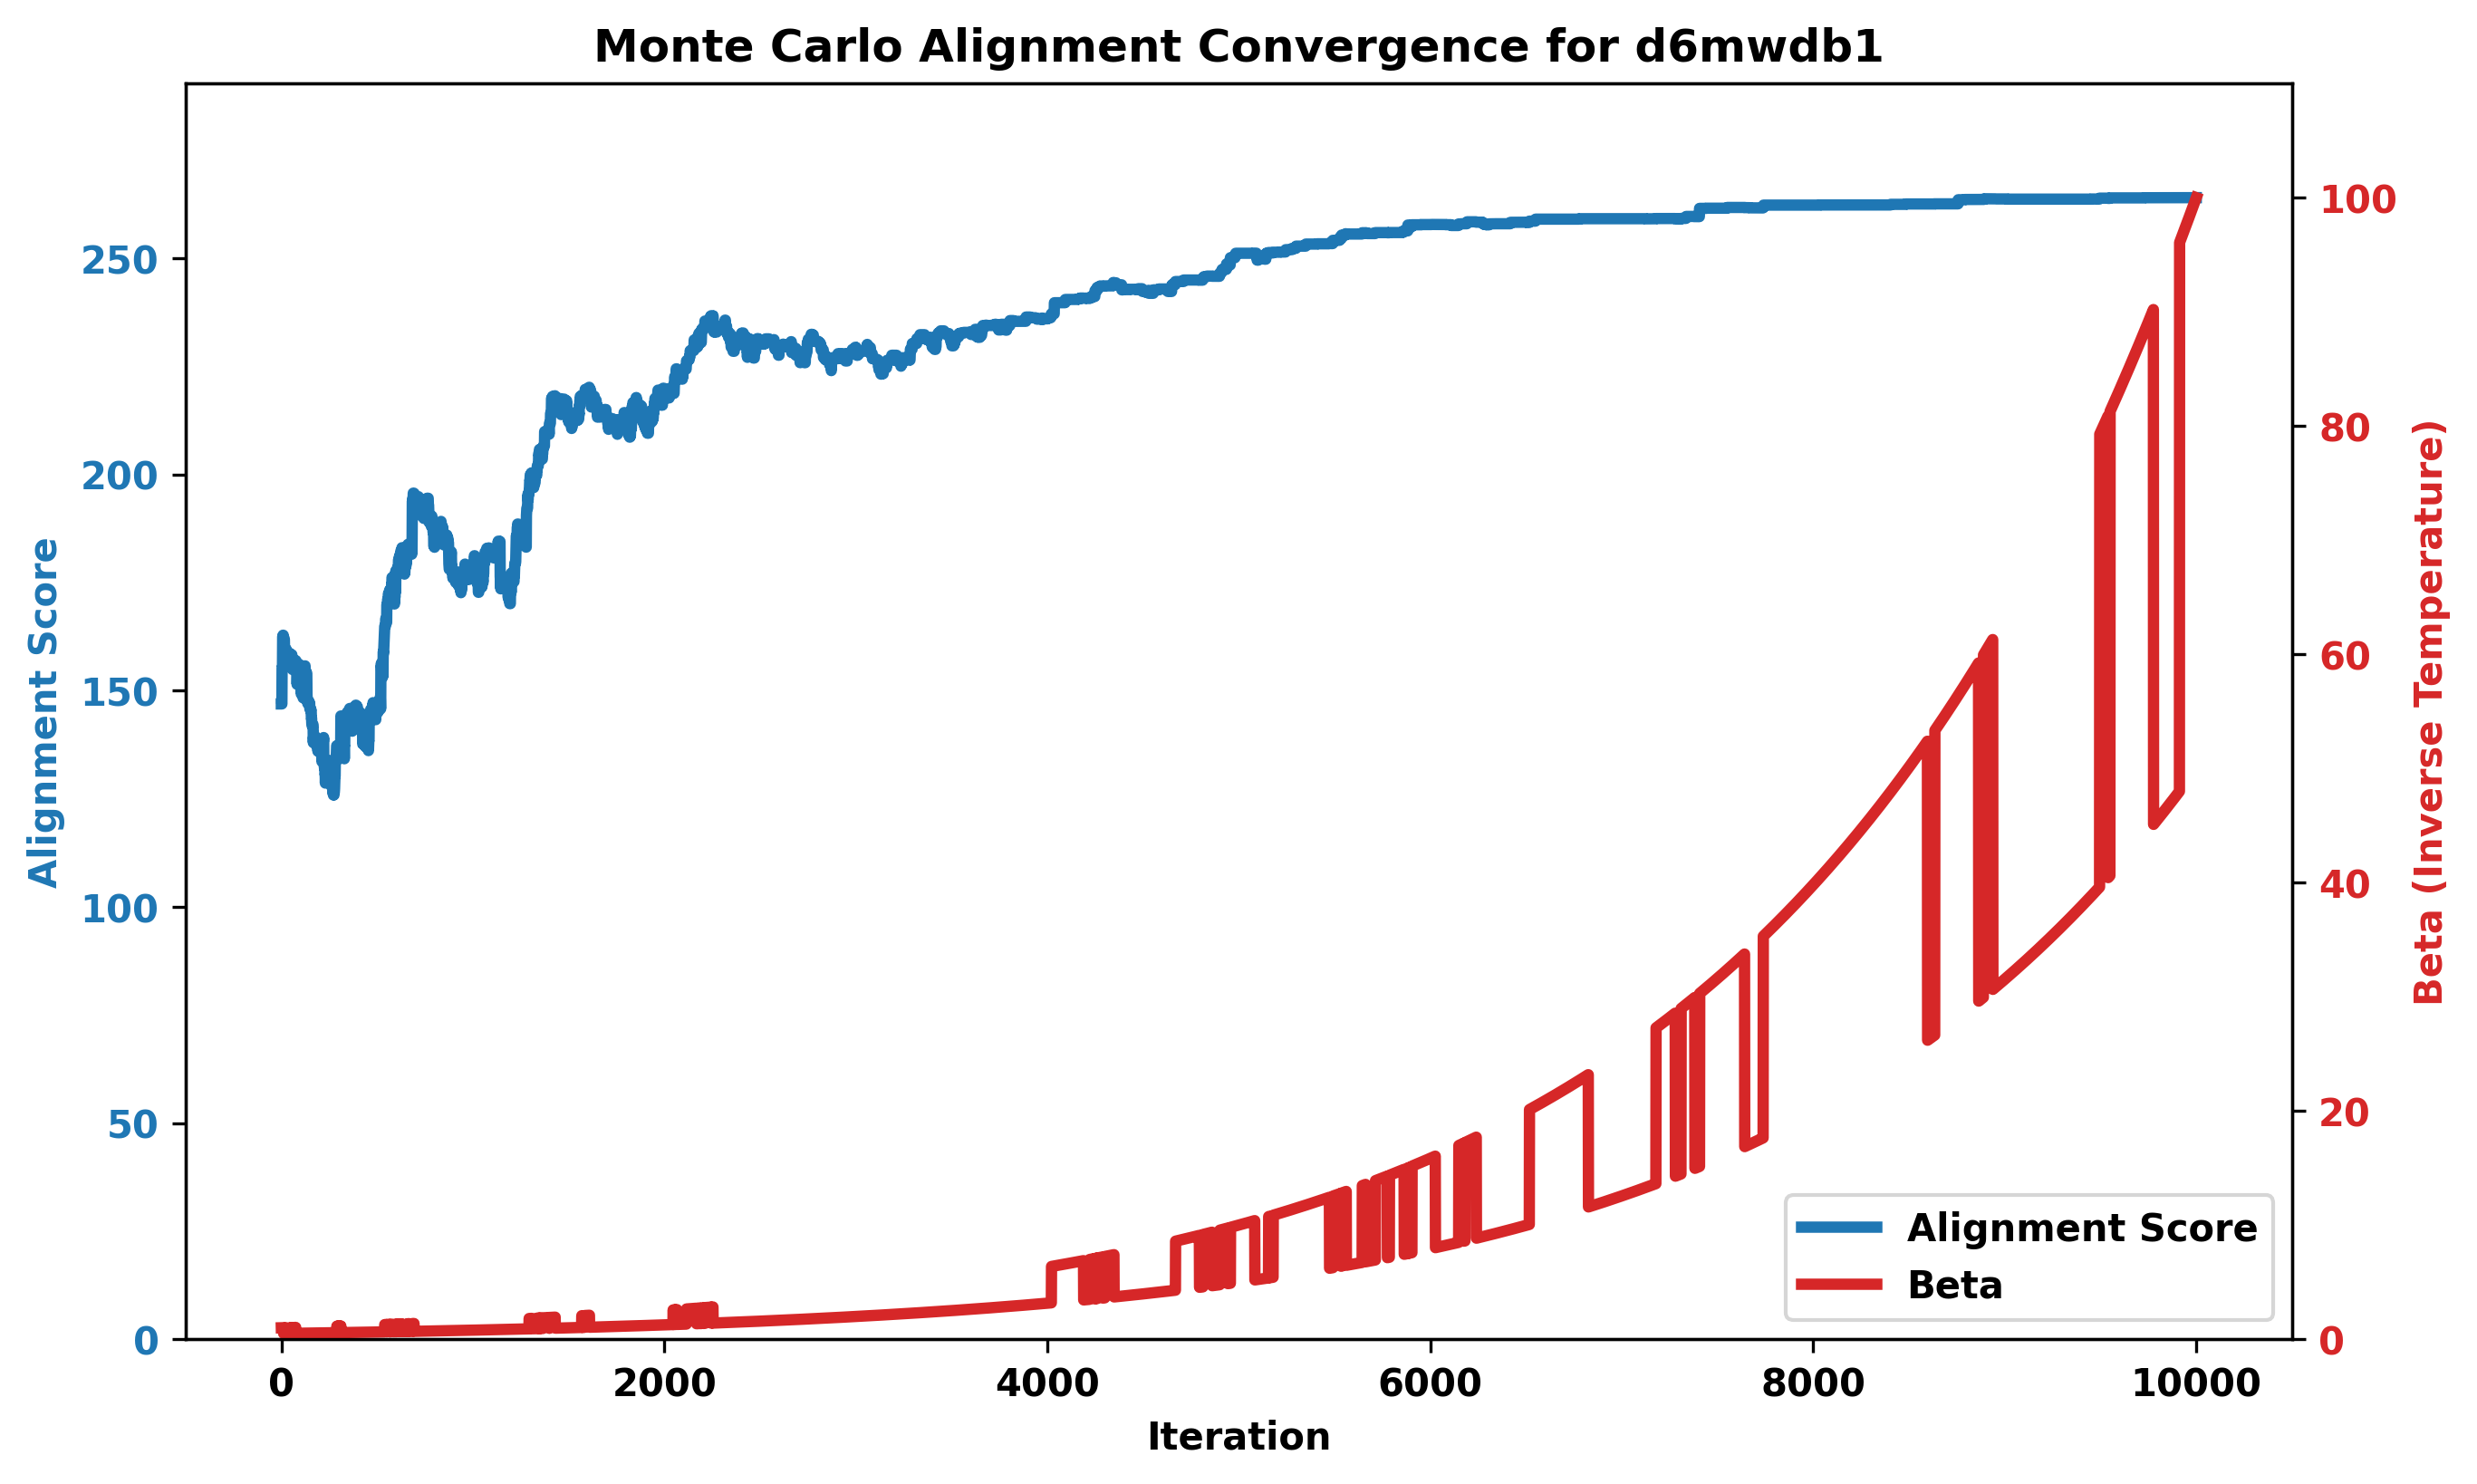 Monte Carlo Alignment Convergence for d6mwdb1
Alignment Score
250
200
150
100
50
0
100
80
60
40
20
0
Beta (Inverse Temperature)
Alignment Score
Beta
0 2000 4000 6000 8000 10000
Iteration